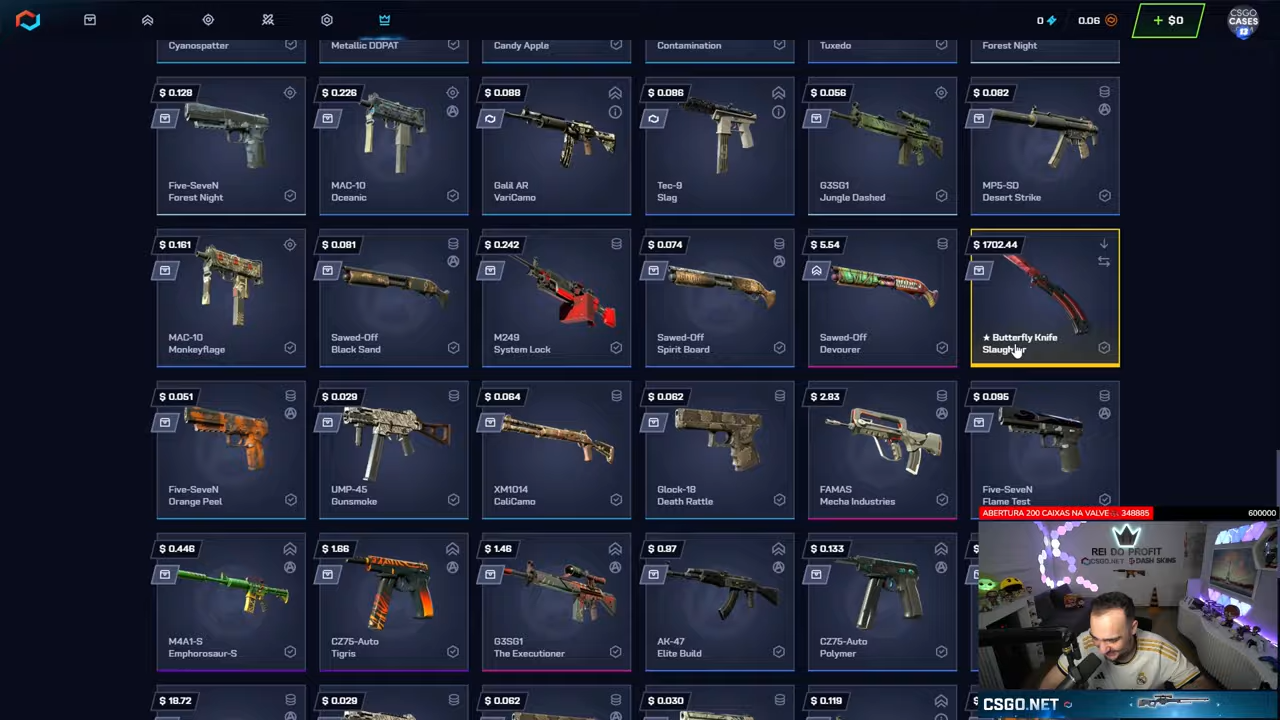 0
0.06
+ $0
CSGO
CASES
Cyanospatter
Metallic DDPAT
Candy Apple
Contamination
Tuxedo
Forest Night
$ 0.129
$ 0.226
$ 0.088
$ 0.086
$ 0.056
$ 0.082
Five-SeveN
Forest Night
MAC-10
Oceanic
Galil AR
VariCamo
Tec-9
Slag
G3SG1
Jungle Dashed
MP5-SD
Desert Strike
$ 0.161
$ 0.081
$ 0.242
$ 0.074
$ 5.54
$ 1702.44
MAC-10
Monkeyflage
Sawed-Off
Black Sand
M249
System Lock
Sawed-Off
Spirit Board
Sawed-Off
Devourer
★ Butterfly Knife
$ 0.051
$ 0.029
$ 0.064
$ 0.062
$ 2.83
$ 0.095
Five-SeveN
Orange Peel
UMP-45
Gunsmoke
XM1014
CaliCamo
Glock-18
Death Rattle
FAMAS
Mecha Industries
Five-SeveN
Flame Test
ABERTURA 200 CAIXAS NA VALVE
348885
600000
REI DO PROFIT
CSGO.NET
DASH SKINS
$ 0.446
$ 1.66
$ 1.46
$ 0.97
$ 0.133
M4A1-S
Emphorosaur-S
CZ75-Auto
Tigris
G3SG1
The Executioner
AK-47
Elite Build
CZ75-Auto
Polymer
$ 19.72
$ 0.029
$ 0.062
$ 0.030
$ 0.119
CSGO.NET